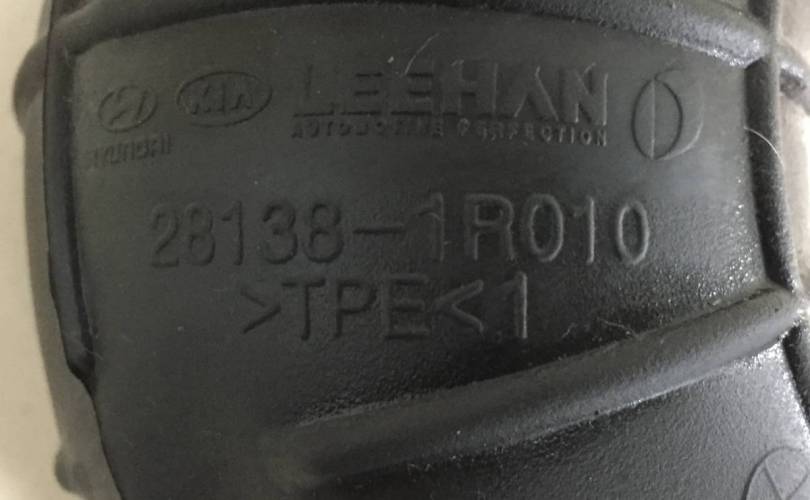 HYUNDAI KIA LEEHAN
AUTOMOTIVE PERFECTION
28138-1R010
>TPE<1